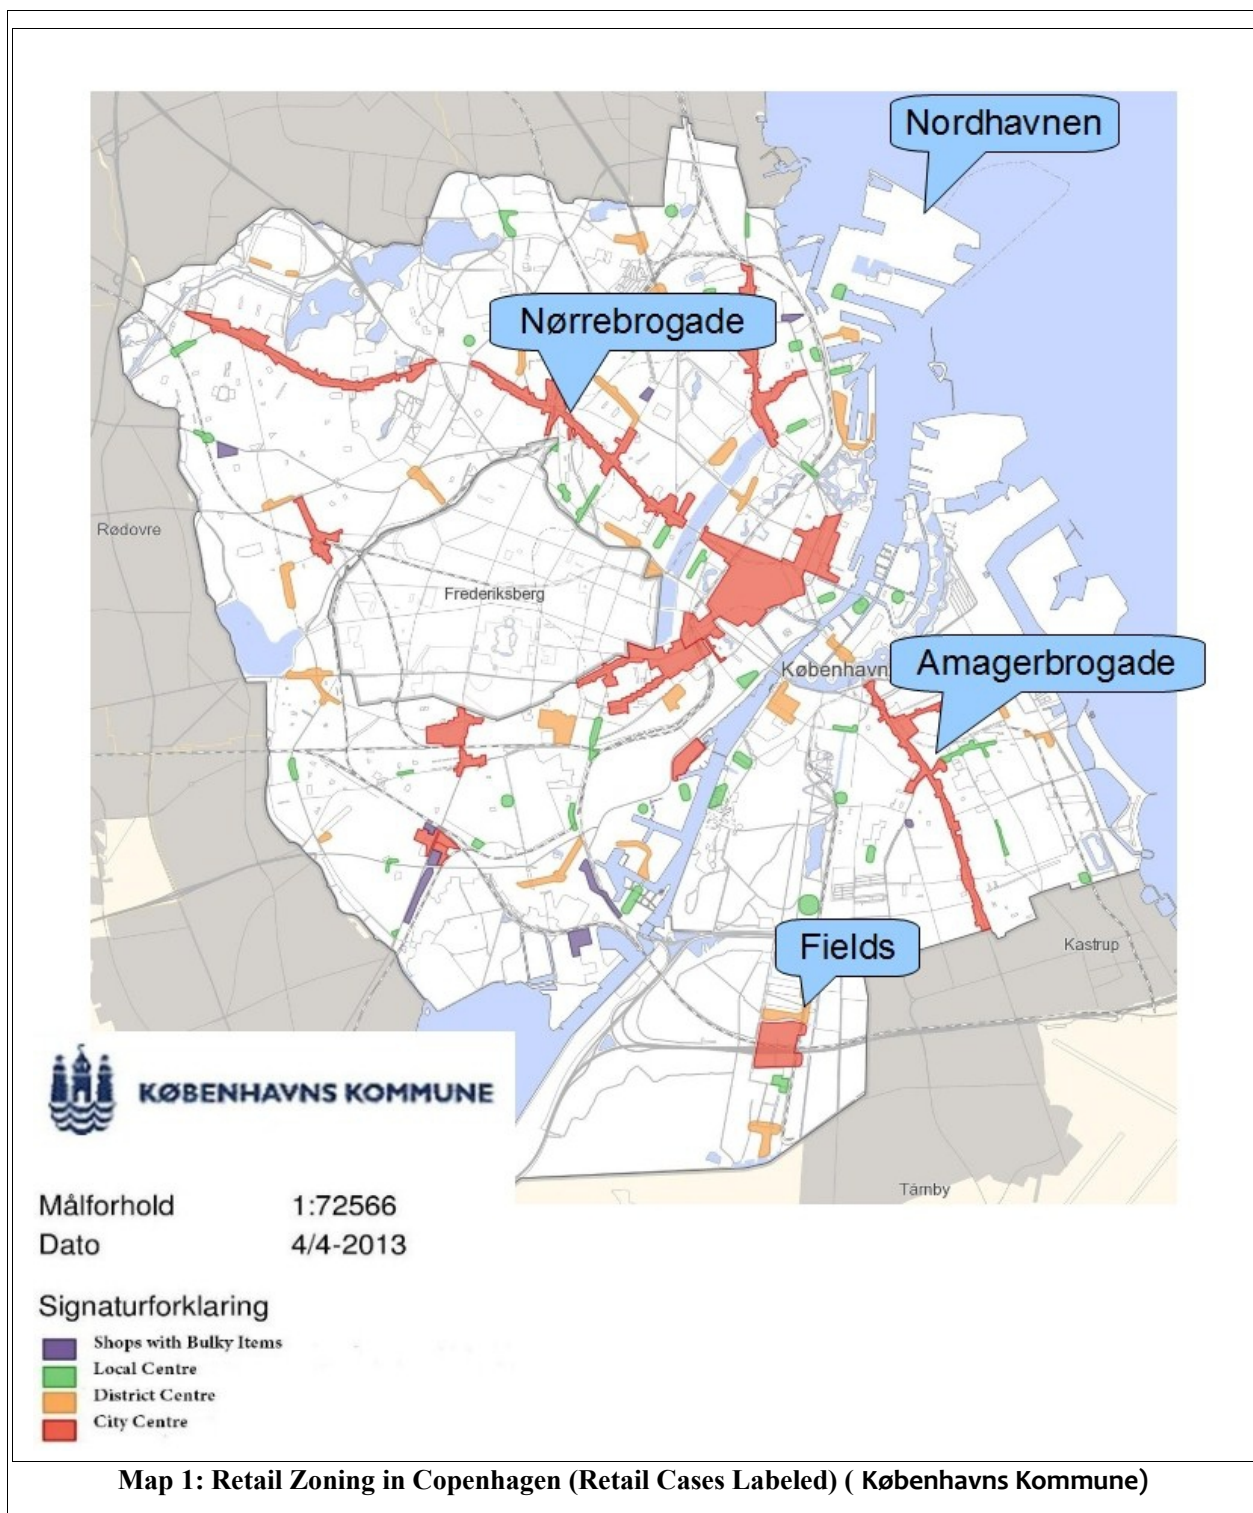 Nordhavnen
Nørrebrogade
Rødovre
Frederiksberg
København
Amagerbrogade
Fields
Kastrup
Tårnby
KØBENHAVNS KOMMUNE
Målforhold 1:72566
Dato 4/4-2013
Signaturforklaring
Shops with Bulky Items
Local Centre
District Centre
City Centre
Map 1: Retail Zoning in Copenhagen (Retail Cases Labeled) ( Københavns Kommune)